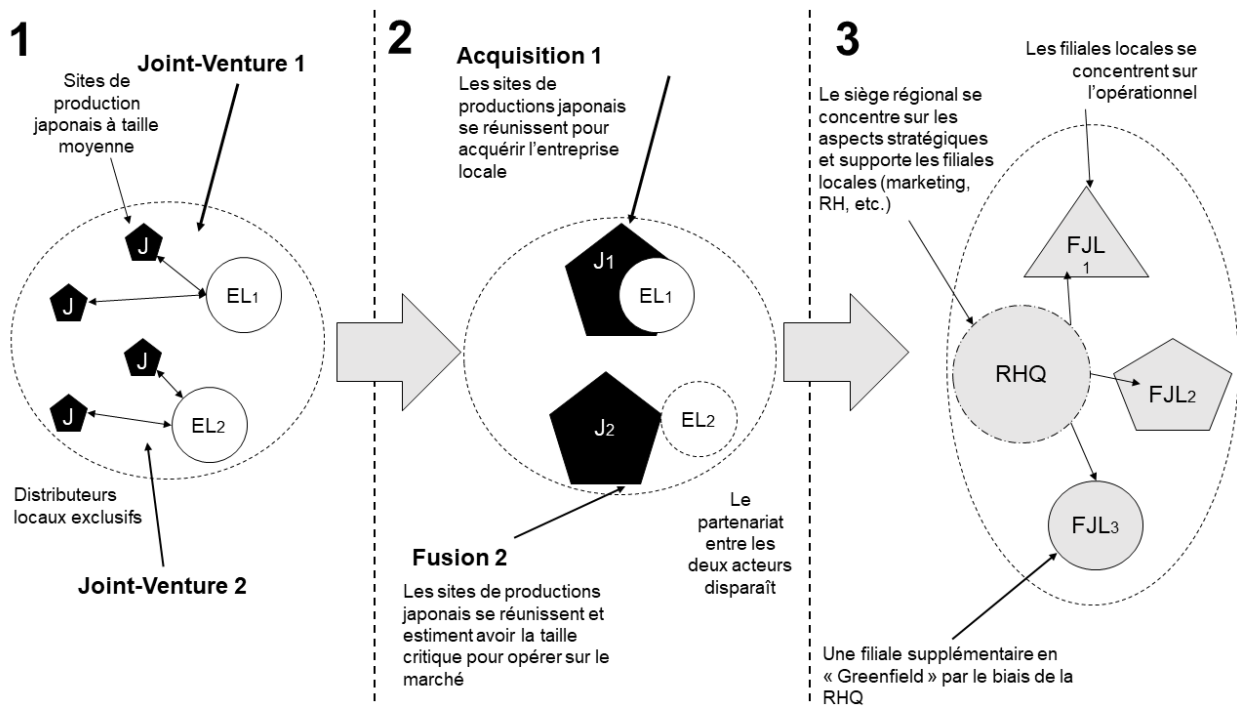 1
Joint-Venture 1
Sites de
production
japonais à taille
moyenne
J
J
EL1
J
J
EL2
Distributeurs
locaux exclusifs
Joint-Venture 2
2
Acquisition 1
Les sites de
productions japonais
se réunissent pour
acquérir l'entreprise
locale
J1
EL1
J2
EL2
Le
partenariat
entre les
deux acteurs
disparaît
Fusion 2
Les sites de productions
japonais se réunissent et
estiment avoir la taille
critique pour opérer sur le
marché
3
Les filiales locales se
concentrent sur
l'opérationnel
Le siège régional se
concentre sur les
aspects stratégiques
et supporte les filiales
locales (marketing,
RH, etc.)
FJL
1
RHQ
FJL2
FJL3
Une filiale supplémentaire en
« Greenfield » par le biais de la
RHQ